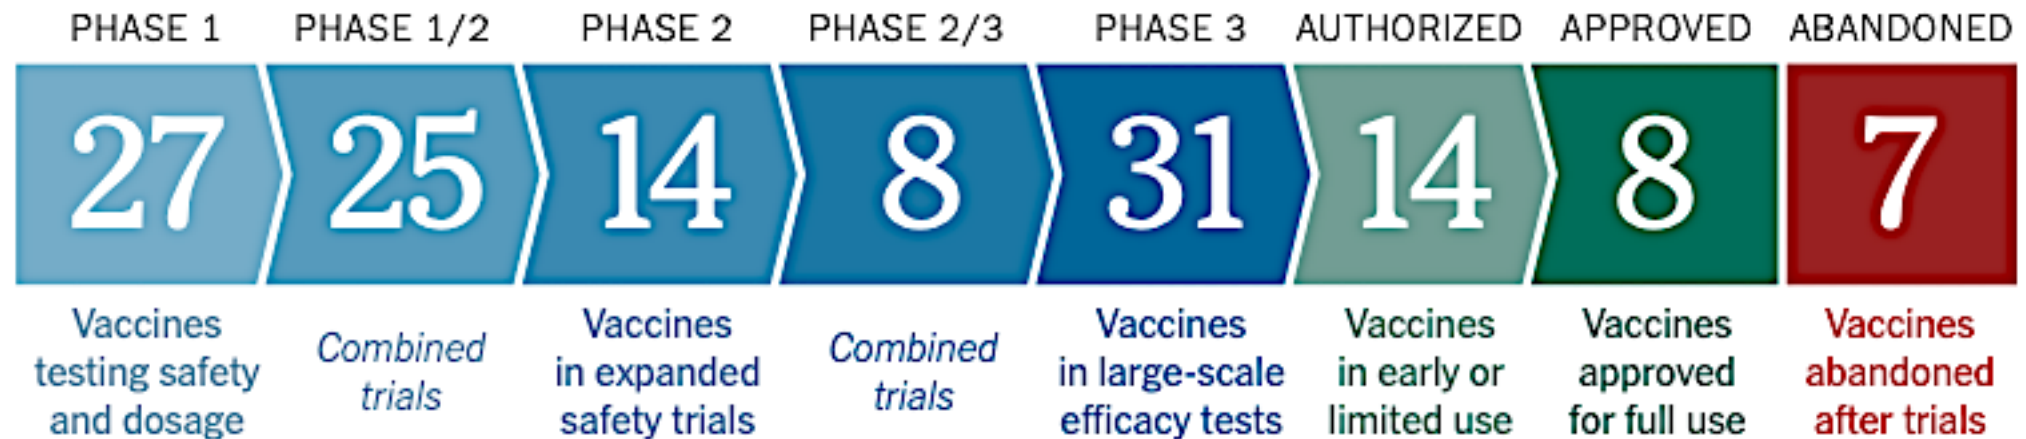 PHASE 1 PHASE 1/2 PHASE 2 PHASE 2/3 PHASE 3 AUTHORIZED APPROVED ABANDONED
27 25 14 8 31 14 8 7
Vaccines
testing safety
and dosage
Combined
trials
Vaccines
in expanded
safety trials
Combined
trials
Vaccines
in large-scale
efficacy tests
Vaccines
in early or
limited use
Vaccines
approved
for full use
Vaccines
abandoned
after trials